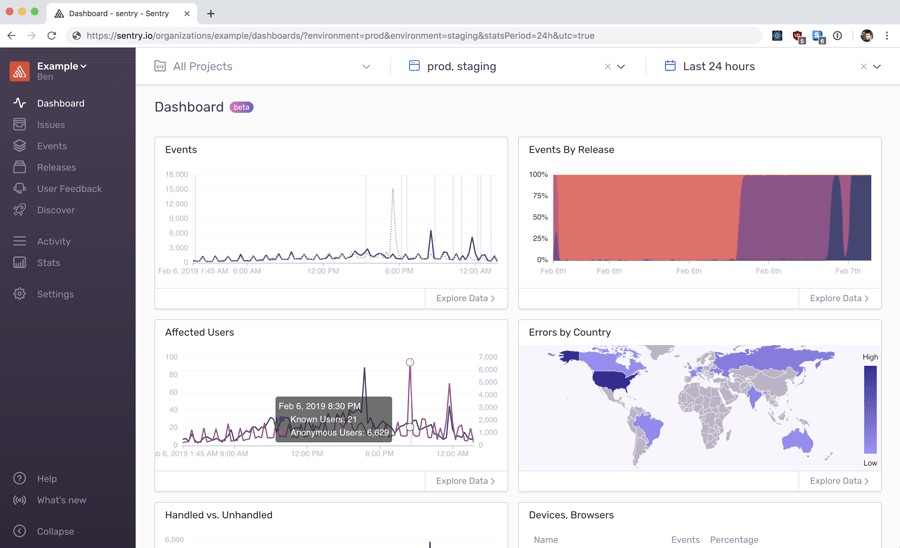 Dashboard - sentry - Sentry
https://sentry.io/organizations/example/dashboards/?environment=prod&environment=staging&statsPeriod=24h&utc=true
5
6
Example
Ben
Dashboard
Issues
Events
Releases
User Feedback
Discover
Activity
Stats
Settings
Help
What's new
Collapse
All Projects
prod, staging
Last 24 hours
Dashboard beta
Events
18,000
15,000
12,000
9,000
6,000
3,000
0
Feb 6, 2019 1:45 AM 6:00 AM 12:00 PM 6:00 PM 12:00 AM
Explore Data
Events By Release
100%
75%
50%
25%
0%
Feb 6th Feb 6th Feb 6th Feb 6th Feb 7th
Explore Data
Affected Users
100
80
60
40
20
0
7,000
6,000
5,000
4,000
3,000
2,000
1,000
0
Feb 6, 2019 8:30 PM
Known Users: 21
Anonymous Users: 6,629
b 6, 2019 1:45 AM 6:00 AM 12:00 PM 6:00 PM 12:00 AM
Explore Data
Errors by Country
High
Low
Explore Data
Handled vs. Unhandled
6,000
Devices, Browsers
Name Events Percentage